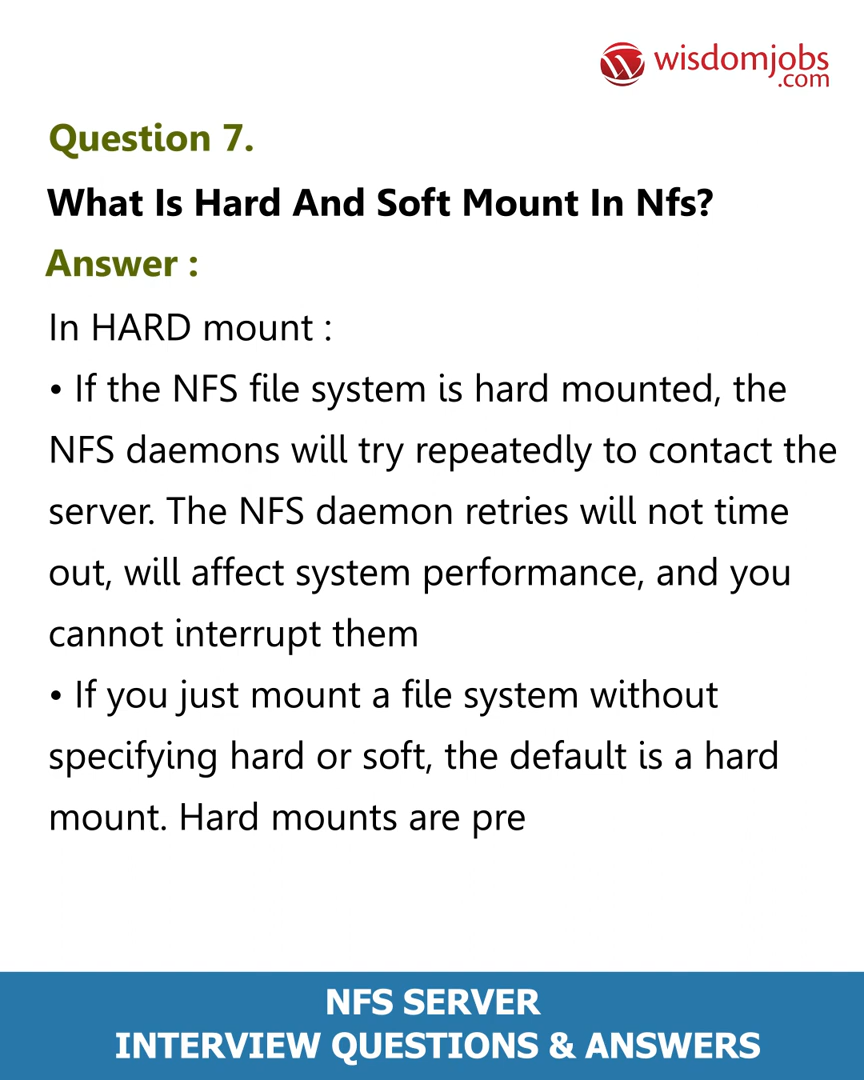 wisdomjobs
.com
Question 7.
What Is Hard And Soft Mount In Nfs?
Answer :
In HARD mount :
• If the NFS file system is hard mounted, the
NFS daemons will try repeatedly to contact the
server. The NFS daemon retries will not time
out, will affect system performance, and you
cannot interrupt them
• If you just mount a file system without
specifying hard or soft, the default is a hard
mount. Hard mounts are pre
NFS SERVER
INTERVIEW QUESTIONS & ANSWERS